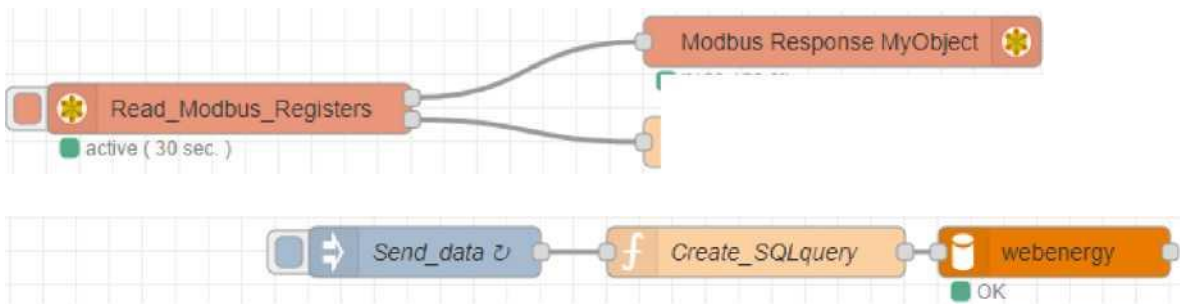 Modbus Response MyObject
Read_Modbus_Registers
active ( 30 sec. )
Send_data ↻
Create_SQLquery
webenergy
OK